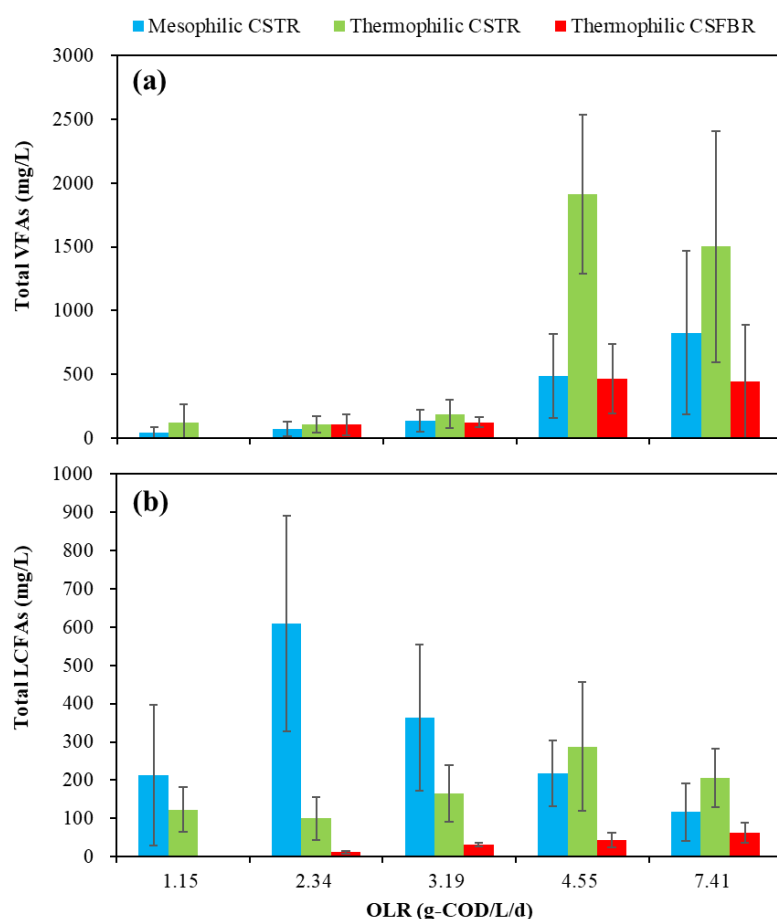 Mesophilic CSTR Thermophilic CSTR Thermophilic CSFBR
(a)
Total VFAs (mg/L)
3000
2500
2000
1500
1000
500
0
(b)
Total LCFAs (mg/L)
1000
900
800
700
600
500
400
300
200
100
0
1.15 2.34 3.19 4.55 7.41
OLR (g-COD/L/d)